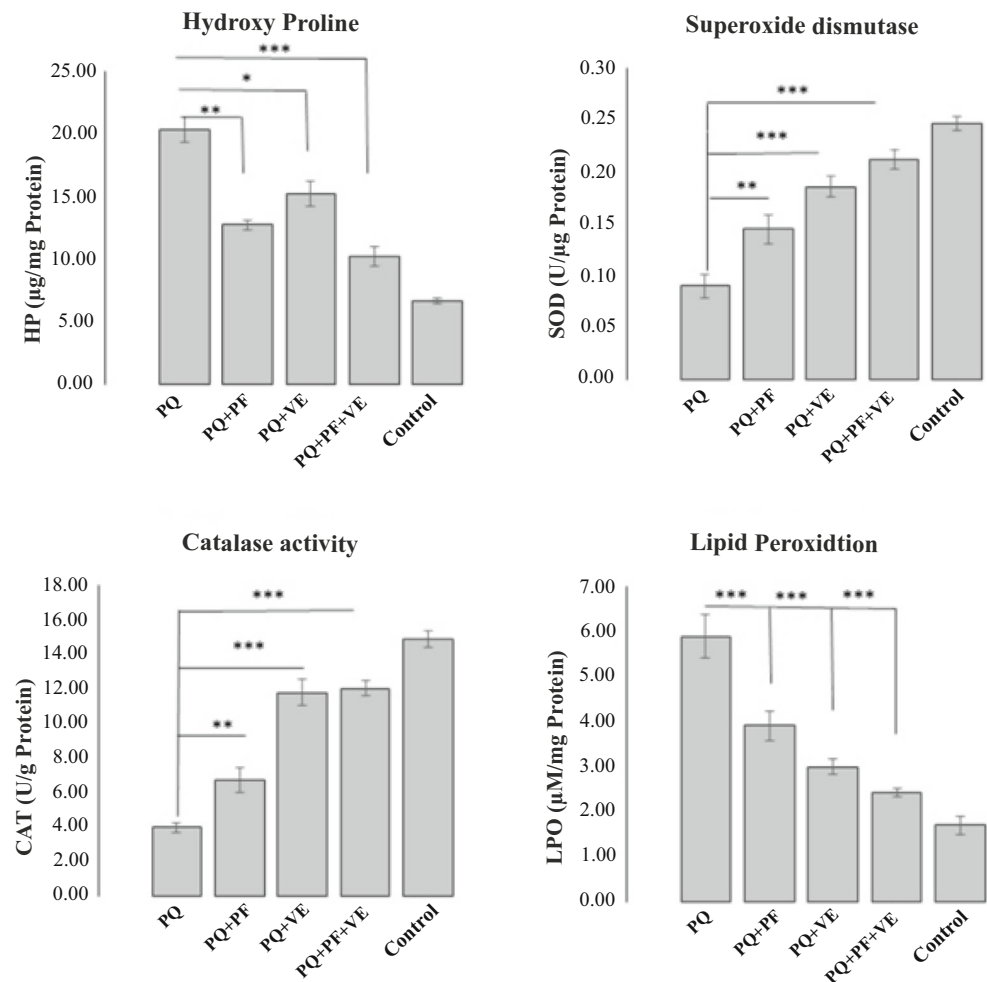 Hydroxy Proline
HP (µg/mg Protein)
25.00
20.00
15.00
10.00
5.00
0.00
***
*
**
PQ
PQ+PF
PQ+VE
PQ+PF+VE
Control
Superoxide dismutase
SOD (U/µg Protein)
0.30
0.25
0.20
0.15
0.10
0.05
0.00
***
***
**
PQ
PQ+PF
PQ+VE
PQ+PF+VE
Control
Catalase activity
CAT (U/g Protein)
18.00
16.00
14.00
12.00
10.00
8.00
6.00
4.00
2.00
0.00
***
***
**
PQ
PQ+PF
PQ+VE
PQ+PF+VE
Control
Lipid Peroxidtion
LPO (µM/mg Protein)
7.00
6.00
5.00
4.00
3.00
2.00
1.00
0.00
*** *** ***
PQ
PQ+PF
PQ+VE
PQ+PF+VE
Control